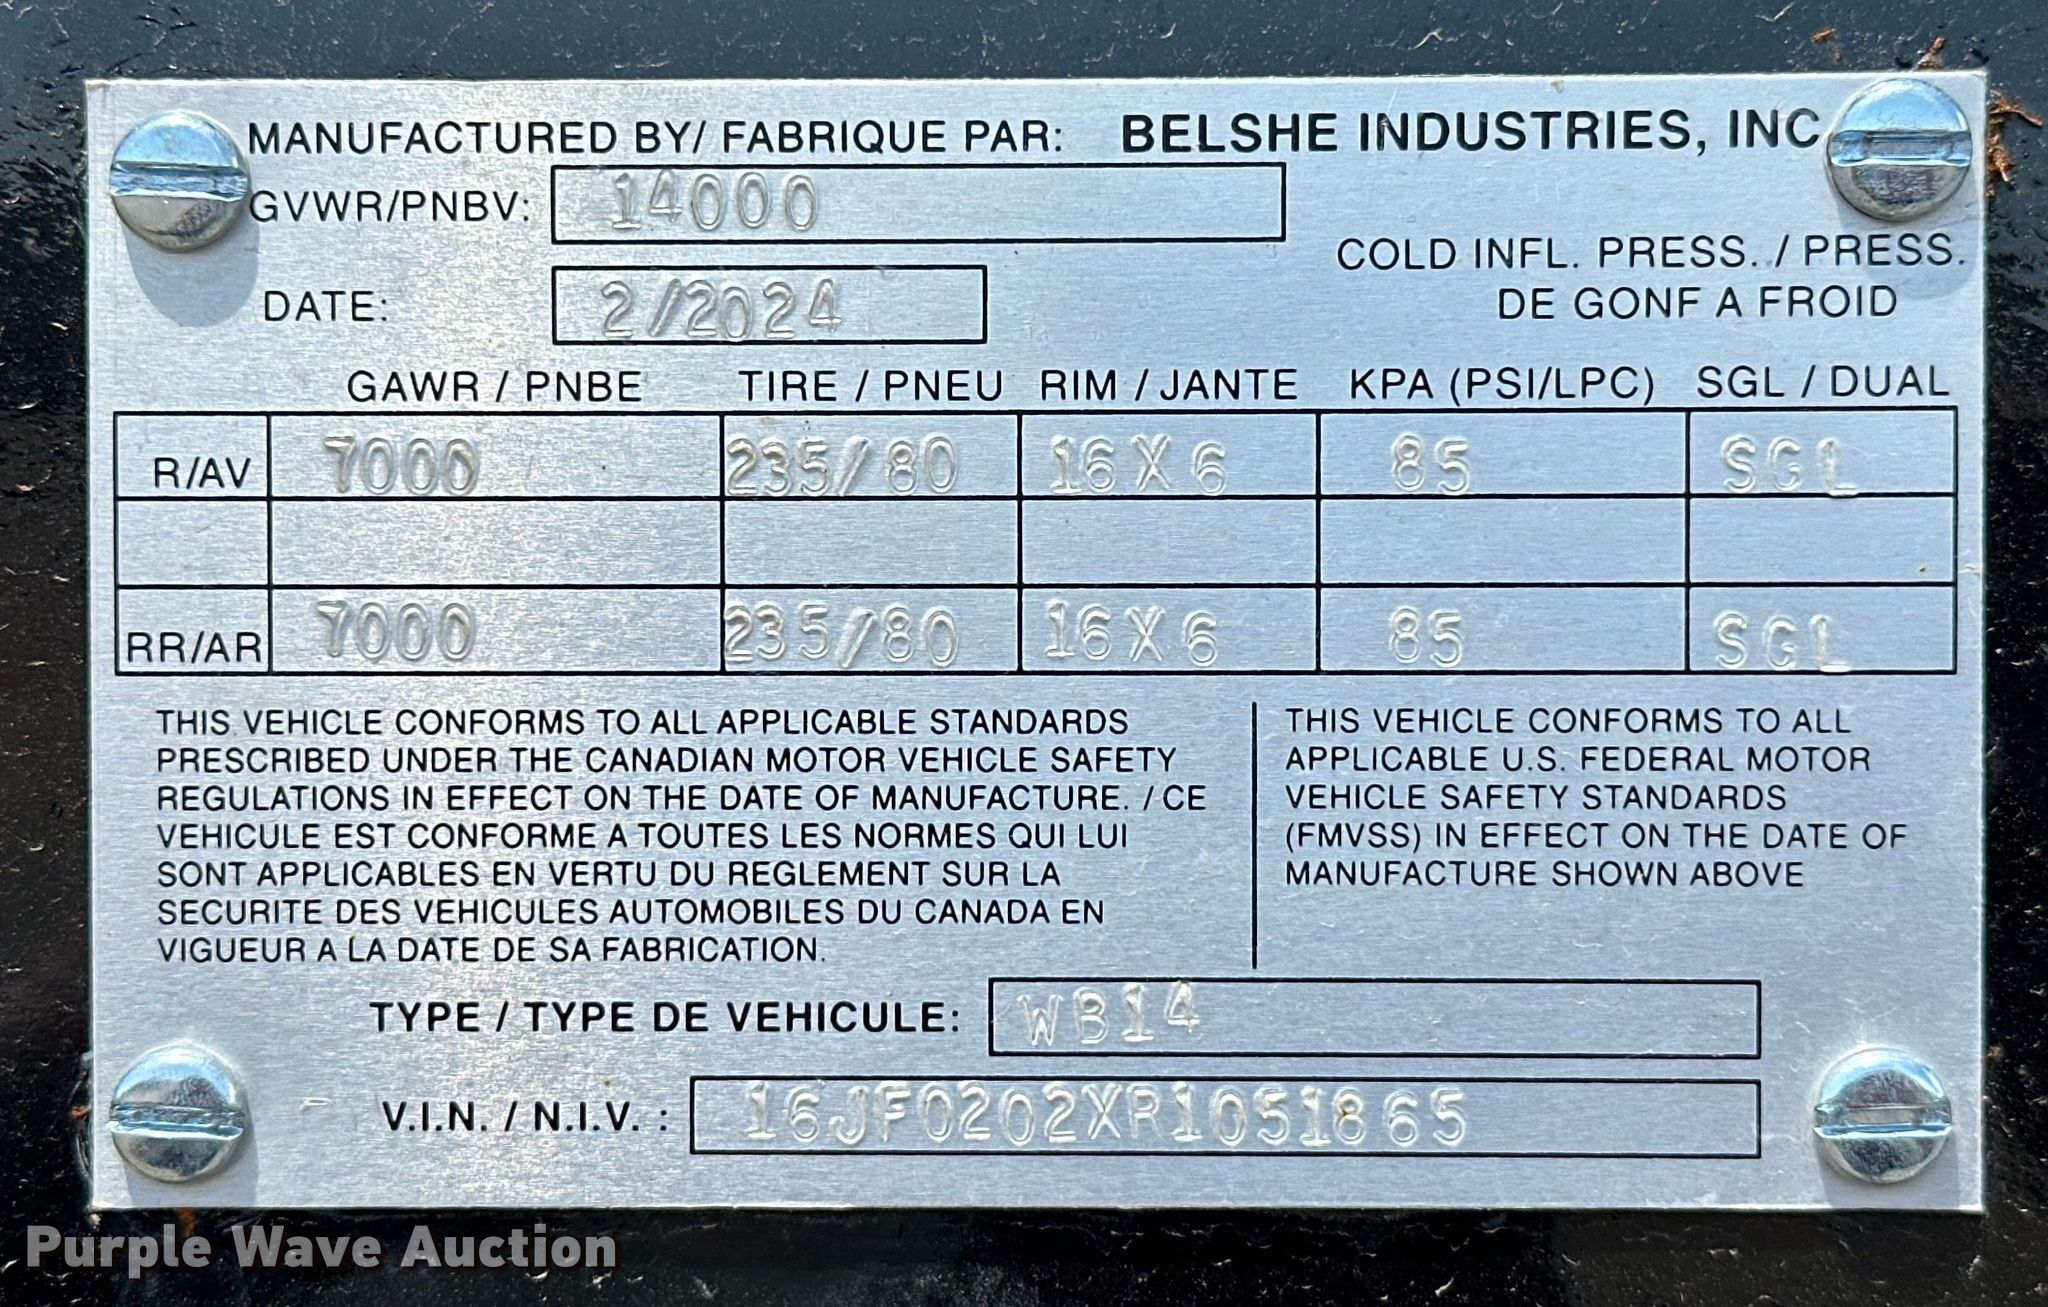 MANUFACTURED BY/ FABRIQUE PAR: BELSHE INDUSTRIES, INC
GVWR/PNBV: 14000
COLD INFL. PRESS. / PRESS.
DE GONF A FROID
DATE: 2/2024
GAWR / PNBE TIRE / PNEU RIM / JANTE KPA (PSI/LPC) SGL / DUAL
R/AV 7000 235/80 16X6 85 SGL
RR/AR 7000 235/80 16X6 85 SGL
THIS VEHICLE CONFORMS TO ALL APPLICABLE STANDARDS
PRESCRIBED UNDER THE CANADIAN MOTOR VEHICLE SAFETY
REGULATIONS IN EFFECT ON THE DATE OF MANUFACTURE. / CE
VEHICULE EST CONFORME A TOUTES LES NORMES QUI LUI
SONT APPLICABLES EN VERTU DU REGLEMENT SUR LA
SECURITE DES VEHICULES AUTOMOBILES DU CANADA EN
VIGUEUR A LA DATE DE SA FABRICATION.
THIS VEHICLE CONFORMS TO ALL
APPLICABLE U.S. FEDERAL MOTOR
VEHICLE SAFETY STANDARDS
(FMVSS) IN EFFECT ON THE DATE OF
MANUFACTURE SHOWN ABOVE
TYPE / TYPE DE VEHICULE: WB14
V.I.N. / N.I.V. : 16JF0202XR1051865
Purple Wave Auction